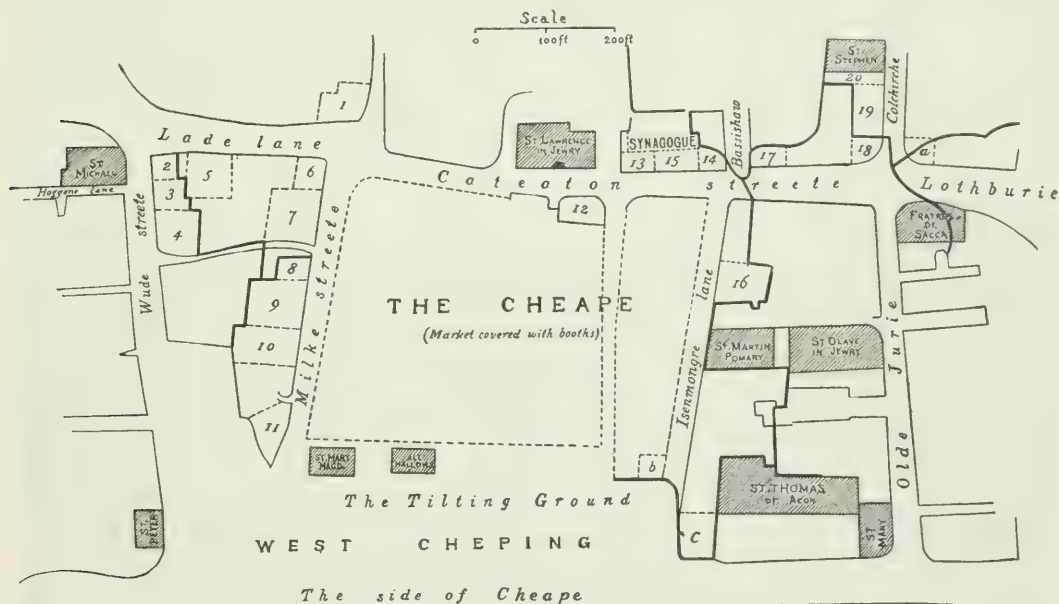 Scale
0 100ft 200ft
ST STEPHEN
20
19
Colchirche
1
Lade lane
ST MICHALL
Hoggene lane
2
3
4
5
6
7
ST LAWRENCE
IN JEWRY
SYNAGOGUE
13 15 14
Bassishaw
17
18
a
Cateaton streete
Lothburie
FRATRES
DE
SACCA
12
Wude streete
Milke streete
8
9
10
11
THE CHEAPE
(Market covered with booths)
Isenmongre lane
16
ST. MARTIN
POMARY
ST OLAVE
IN JEWRY
Olde Jurie
ST MARY
MAGD.
ALL
HALLOWS
b
ST. THOMAS
OF ACON
The Tilting Ground
ST. PETER
WEST CHEPING
C
ST MARY
The side of Cheape